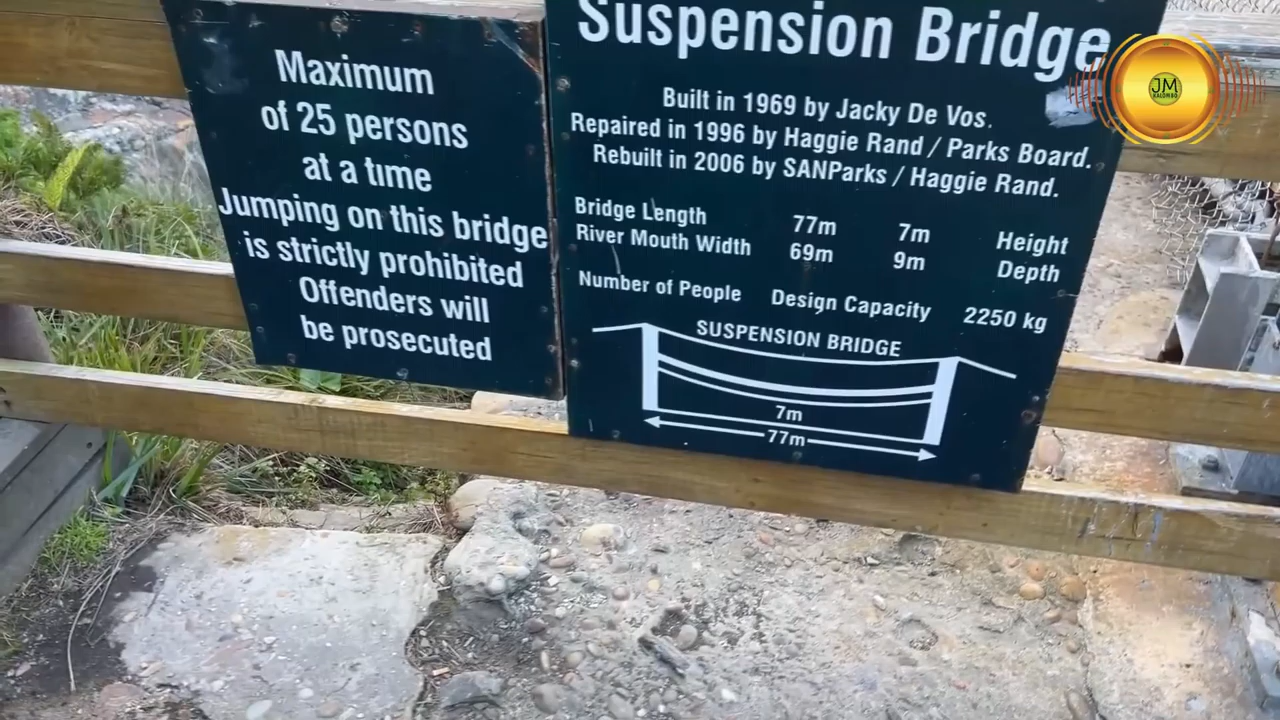 Maximum
of 25 persons
at a time
Jumping on this bridge
is strictly prohibited
Offenders will
be prosecuted
Suspension Bridge
Built in 1969 by Jacky De Vos.
Repaired in 1996 by Haggie Rand / Parks Board.
Rebuilt in 2006 by SANParks / Haggie Rand.
Bridge Length 77m 7m Height
River Mouth Width 69m 9m Depth
Number of People Design Capacity 2250 kg
SUSPENSION BRIDGE
7m
77m
JM
KALOMBO